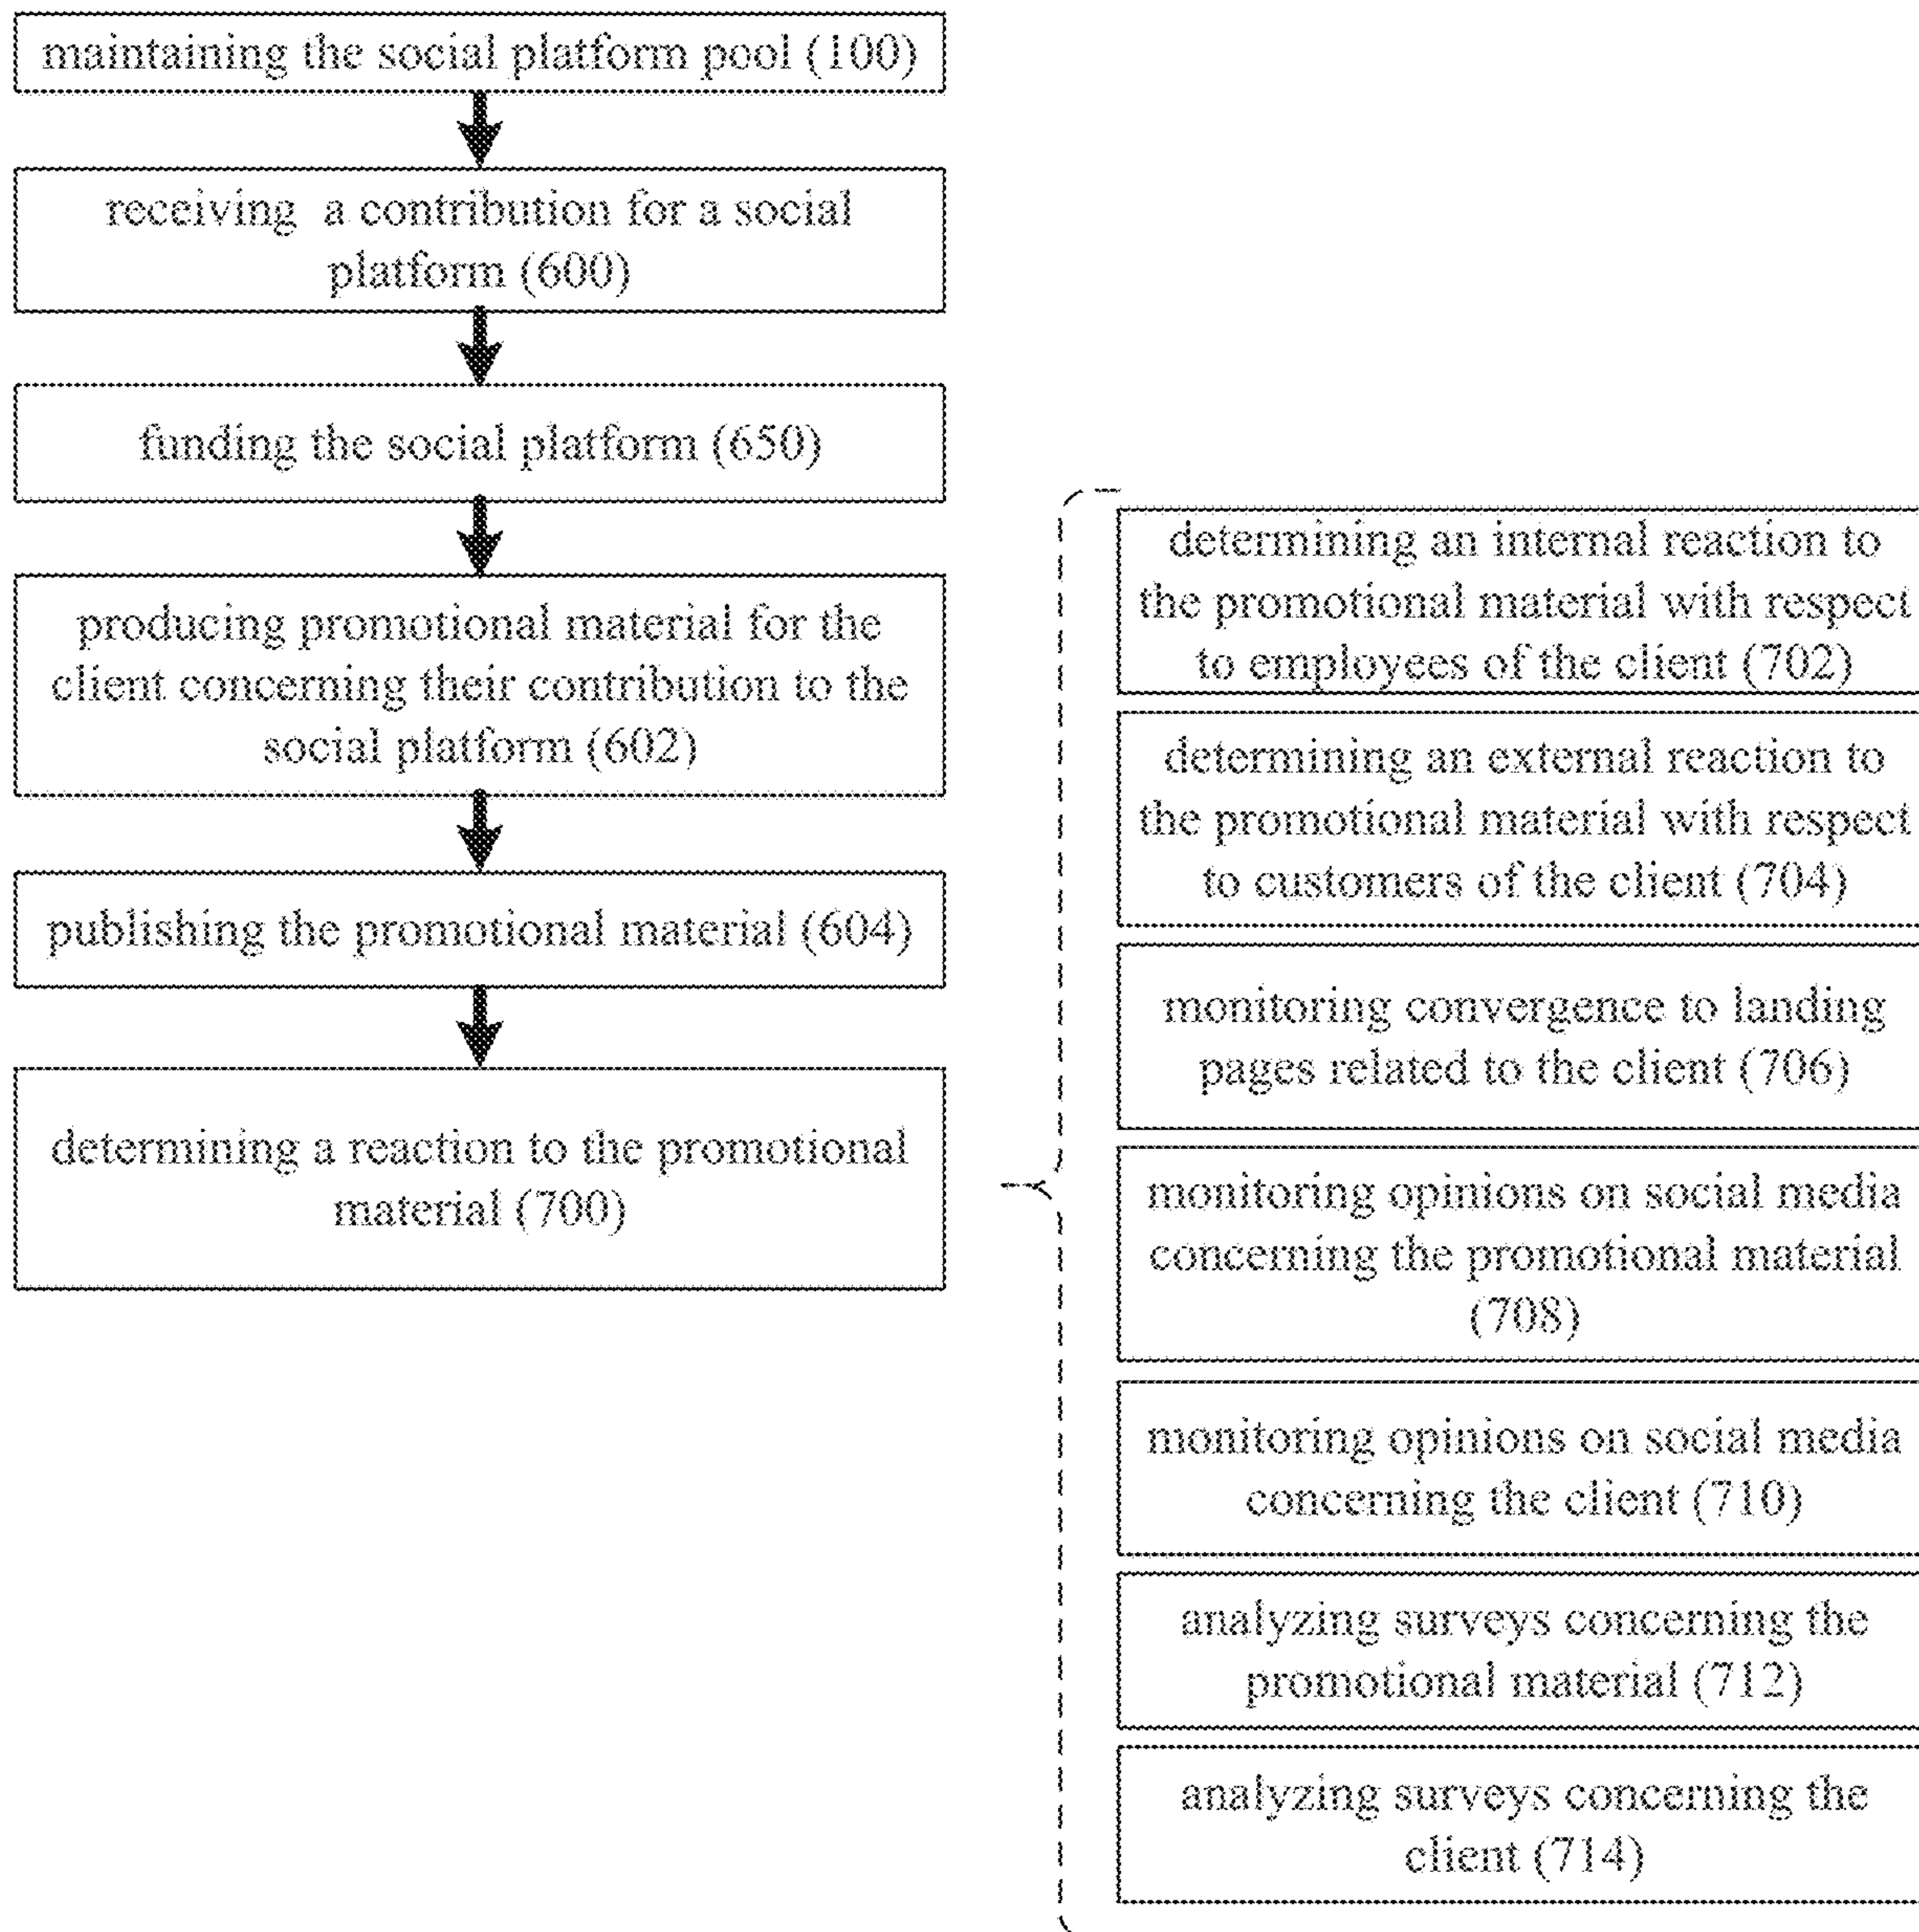 maintaining the social platform pool (100)
receiving a contribution for a social
platform (600)
funding the social platform (650)
producing promotional material for the
client concerning their contribution to the
social platform (602)
publishing the promotional material (604)
determining a reaction to the promotional
material (700)
determining an internal reaction to
the promotional material with respect
to employees of the client (702)
determining an external reaction to
the promotional material with respect
to customers of the client (704)
monitoring convergence to landing
pages related to the client (706)
monitoring opinions on social media
concerning the promotional material
(708)
monitoring opinions on social media
concerning the client (710)
analyzing surveys concerning the
promotional material (712)
analyzing surveys concerning the
client (714)